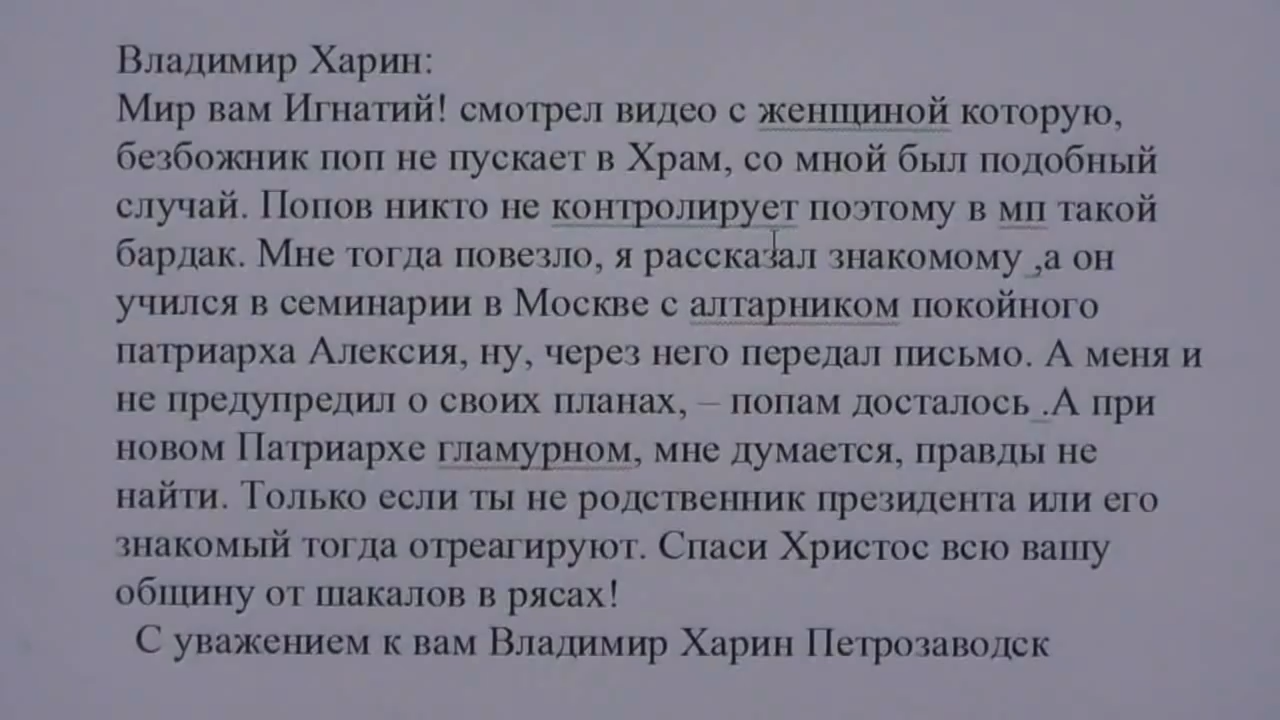 Владимир Харин:
Мир вам Игнатий! смотрел видео с женщиной которую,
безбожник поп не пускает в Храм, со мной был подобный
случай. Попов никто не контролирует поэтому в мп такой
бардак. Мне тогда повезло, я рассказал знакомому ,а он
учился в семинарии в Москве с алтарником покойного
патриарха Алексия, ну, через него передал письмо. А меня и
не предупредил о своих планах, – попам досталось .А при
новом Патриархе гламурном, мне думается, правды не
найти. Только если ты не родственник президента или его
знакомый тогда отреагируют. Спаси Христос всю вашу
общину от шакалов в рясах!
С уважением к вам Владимир Харин Петрозаводск